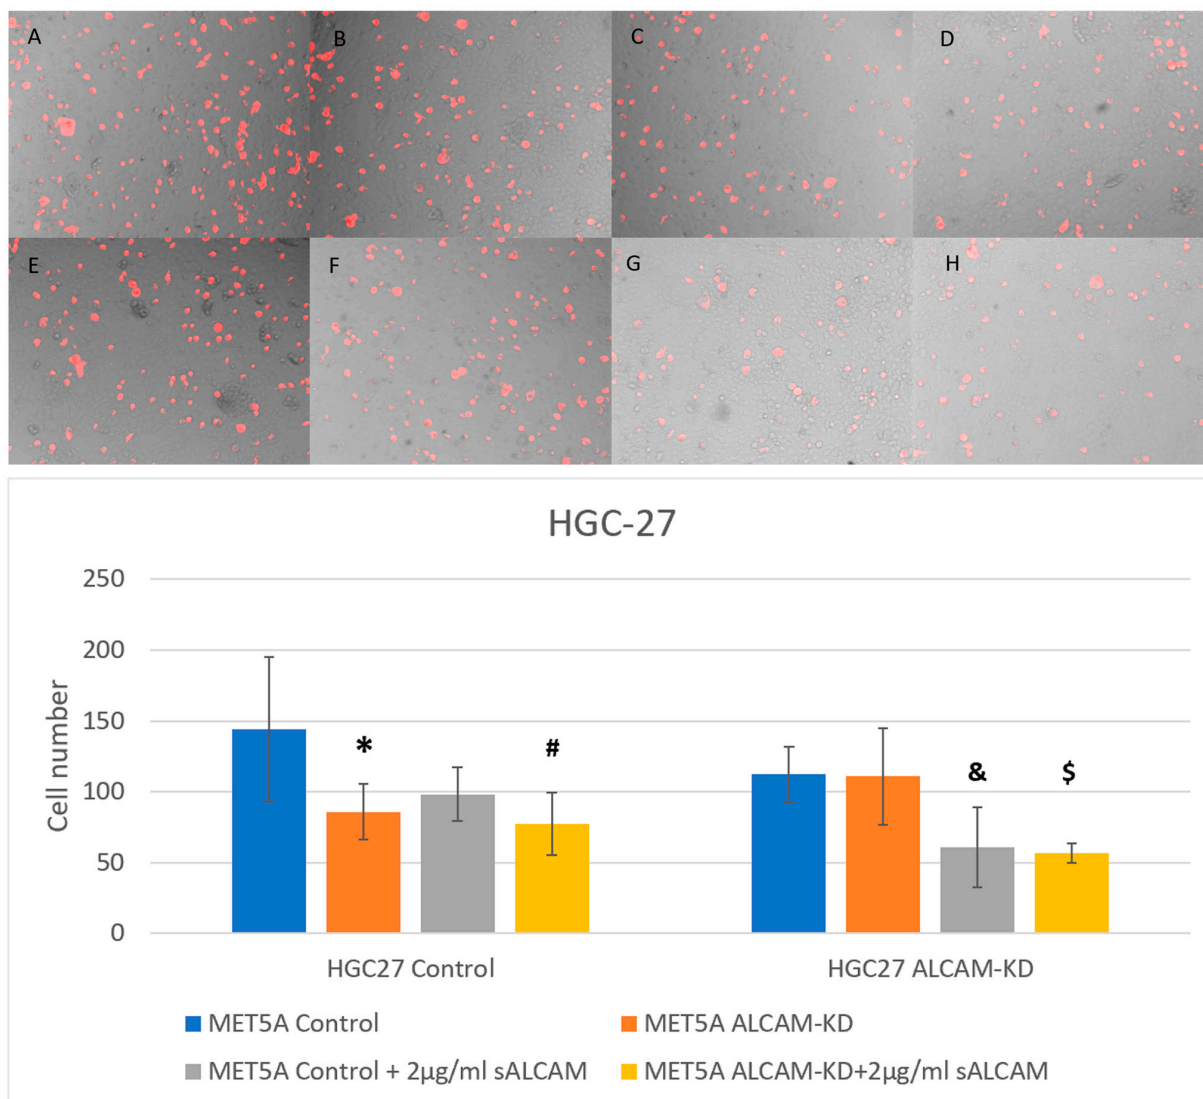 A
B
C
D
E
F
G
H
HGC-27
250
200
150
100
50
0
Cell number
*
#
&
$
HGC27 Control
HGC27 ALCAM-KD
MET5A Control
MET5A ALCAM-KD
MET5A Control + 2µg/ml sALCAM
MET5A ALCAM-KD+2µg/ml sALCAM